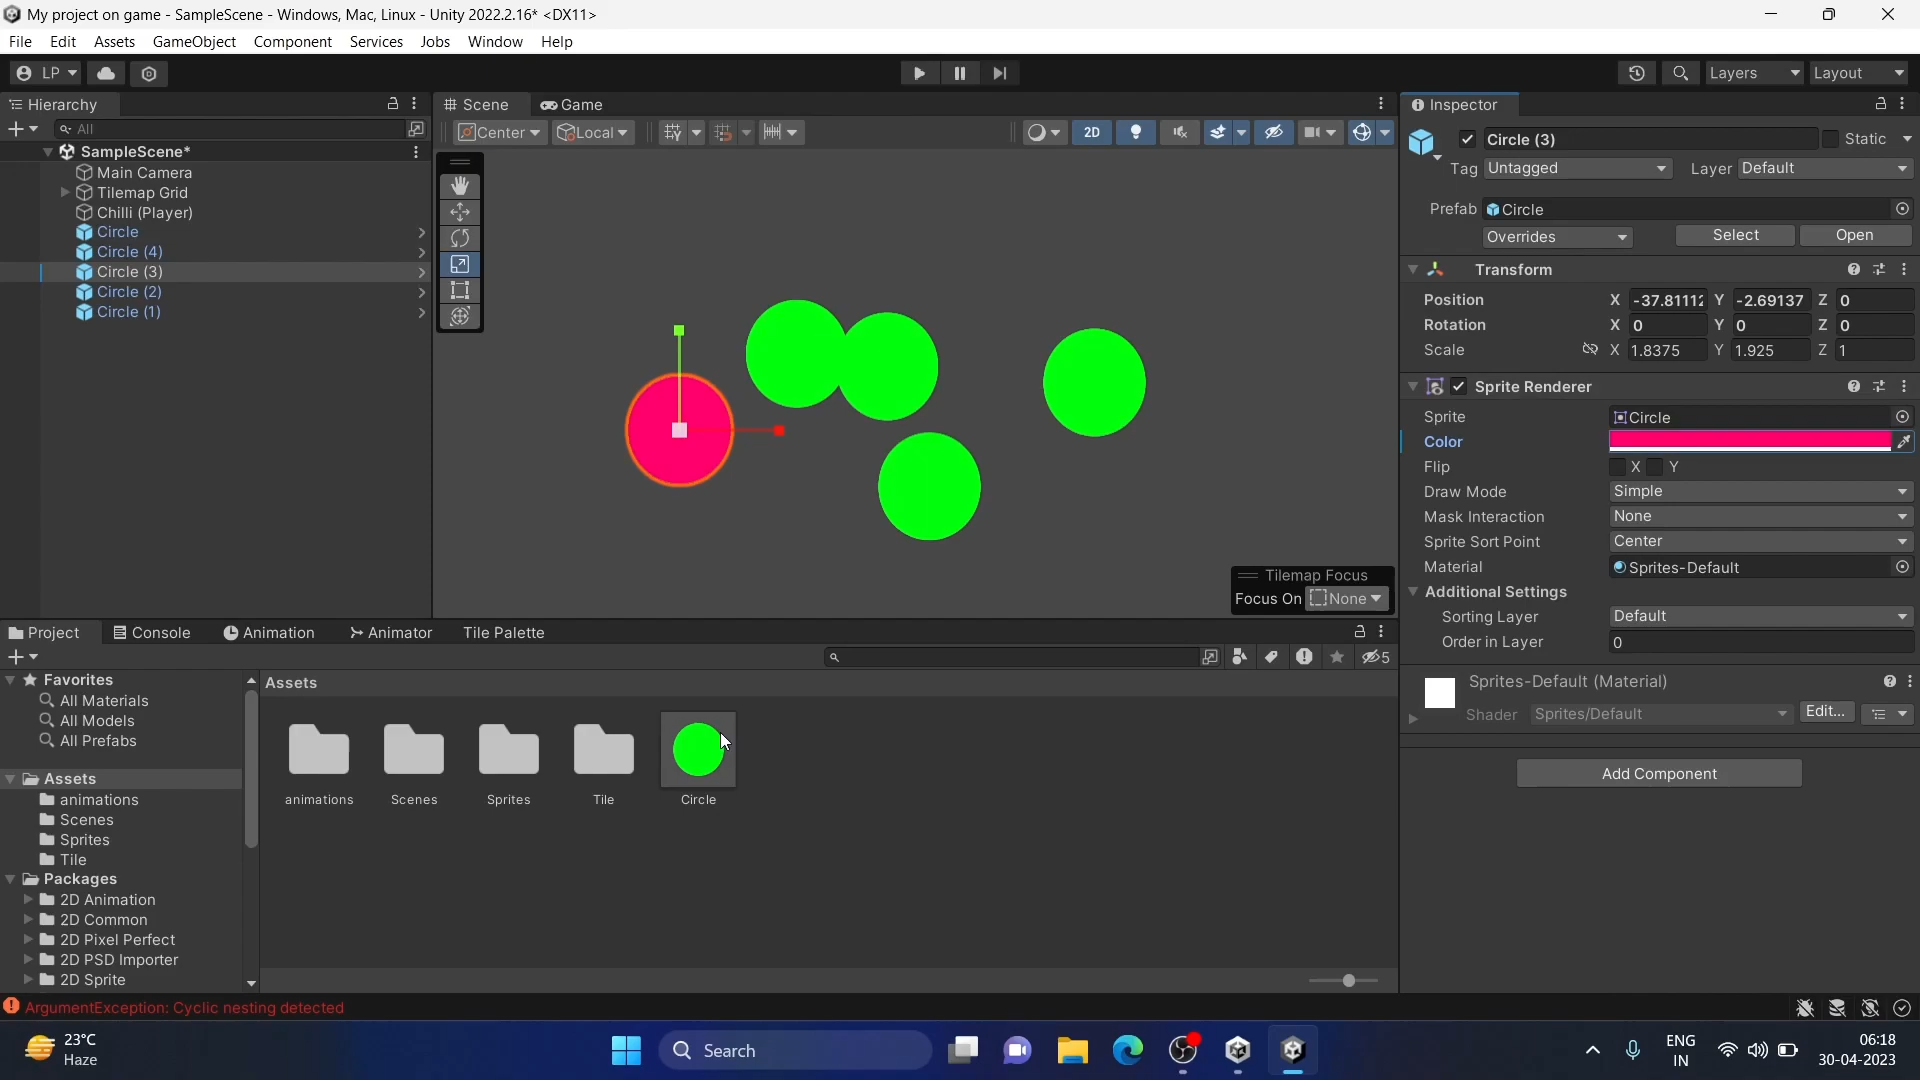 My project on game - SampleScene - Windows, Mac, Linux - Unity 2022.2.16* <DX11>
File Edit Assets GameObject Component Services Jobs Window Help
LP Layers Layout
Hierarchy
All
SampleScene*
Main Camera
Tilemap Grid
Chilli (Player)
Circle
Circle (4)
Circle (3)
Circle (2)
Circle (1)
Scene Game
Center Local 2D
Tilemap Focus
Focus On None
Inspector
Circle (3) Static
Tag Untagged Layer Default
Prefab Circle
Overrides Select Open
Transform
Position X -37.81112 Y -2.69137 Z 0
Rotation X 0 Y 0 Z 0
Scale X 1.8375 Y 1.925 Z 1
Sprite Renderer
Sprite Circle
Color
Flip X Y
Draw Mode Simple
Mask Interaction None
Sprite Sort Point Center
Material Sprites-Default
Additional Settings
Sorting Layer Default
Order in Layer 0
Sprites-Default (Material)
Shader Sprites/Default Edit...
Add Component
Project Console Animation Animator Tile Palette
5
Favorites
All Materials
All Models
All Prefabs
Assets
animations
Scenes
Sprites
Tile
Packages
2D Animation
2D Common
2D Pixel Perfect
2D PSD Importer
2D Sprite
Assets
animations Scenes Sprites Tile Circle
ArgumentException: Cyclic nesting detected
23°C
Haze
Search
ENG
IN
06:18
30-04-2023